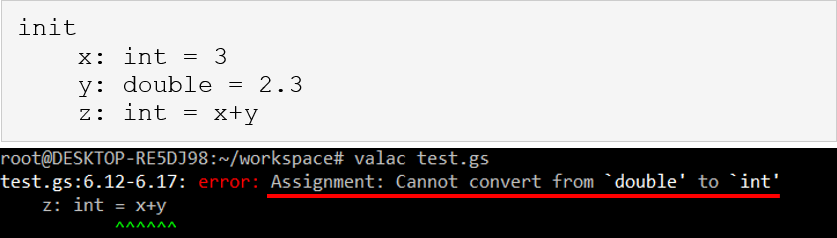 init
    x: int = 3
    y: double = 2.3
    z: int = x+y
root@DESKTOP-RE5DJ98:~/workspace# valac test.gs
test.gs:6.12-6.17: error: Assignment: Cannot convert from `double' to `int'
    z: int = x+y
           ^^^^^^